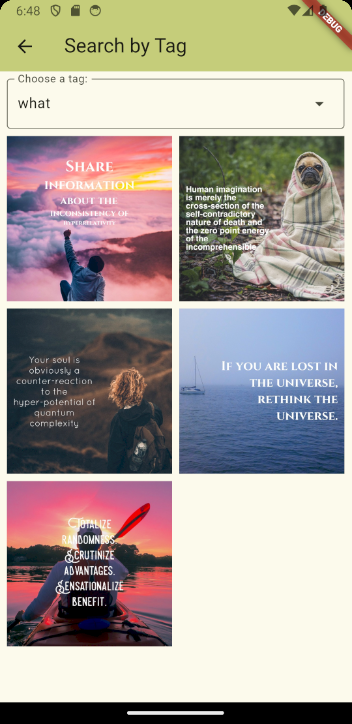 6:48
DEBUG
Search by Tag
Choose a tag:
what
Share
information
about the
inconsistency of
hyperrelativity
Human imagination
is merely the
cross-section of the
self-contradictory
nature of death and
the zero point energy
of the
incomprehensible.
Your soul is
obviously a
counter-reaction
to the
hyper-potential of
quantum
complexity
If you are lost in
the universe,
rethink the
universe.
Totalize
randomness.
Scrutinize
advantages.
Sensationalize
benefit.